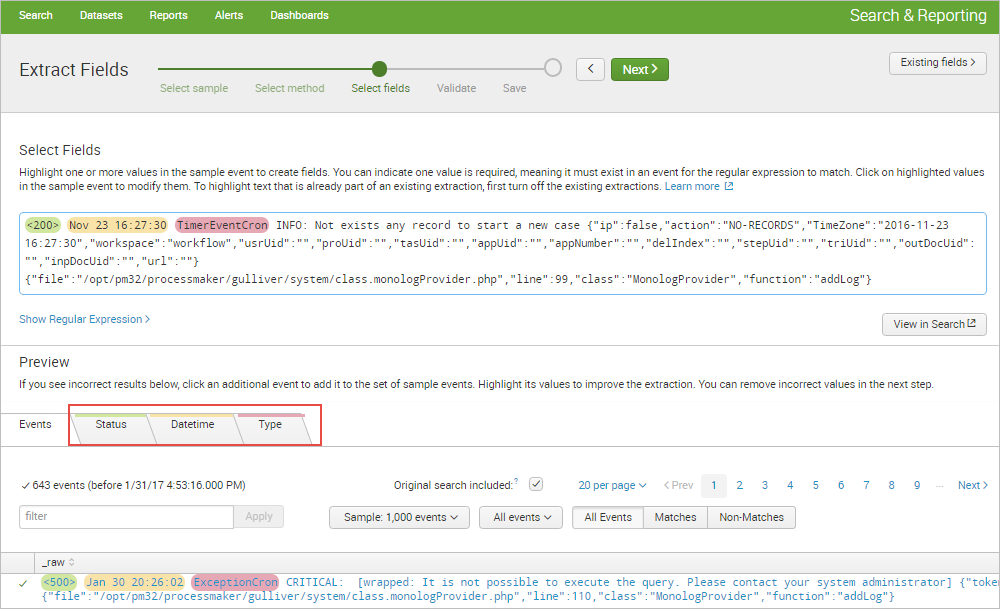 Search Datasets Reports Alerts Dashboards Search & Reporting
Extract Fields
Select sample Select method Select fields Validate Save
Next >
Existing fields >
Select Fields
Highlight one or more values in the sample event to create fields. You can indicate one value is required, meaning it must exist in an event for the regular expression to match. Click on highlighted values
in the sample event to modify them. To highlight text that is already part of an existing extraction, first turn off the existing extractions. Learn more
<200> Nov 23 16:27:30 TimerEventCron INFO: Not exists any record to start a new case {"ip":false,"action":"NO-RECORDS","TimeZone":"2016-11-23
16:27:30","workspace":"workflow","usrUid":"","proUid":"","tasUid":"","appUid":"","appNumber":"","delIndex":"","stepUid":"","triUid":"","outDocUid":
"","inpDocUid":"","url":""}
{"file":"/opt/pm32/processmaker/gulliver/system/class.monologProvider.php","line":99,"class":"MonologProvider","function":"addLog"}
Show Regular Expression >
View in Search
Preview
If you see incorrect results below, click an additional event to add it to the set of sample events. Highlight its values to improve the extraction. You can remove incorrect values in the next step.
Events Status Datetime Type
✓ 643 events (before 1/31/17 4:53:16.000 PM) Original search included:? ✓ 20 per page < Prev 1 2 3 4 5 6 7 8 9 ... Next >
filter Apply Sample: 1,000 events All events All Events Matches Non-Matches
_raw
✓ <500> Jan 30 20:26:02 ExceptionCron CRITICAL: [wrapped: It is not possible to execute the query. Please contact your system administrator] {"toke
{"file":"/opt/pm32/processmaker/gulliver/system/class.monologProvider.php","line":110,"class":"MonologProvider","function":"addLog"}